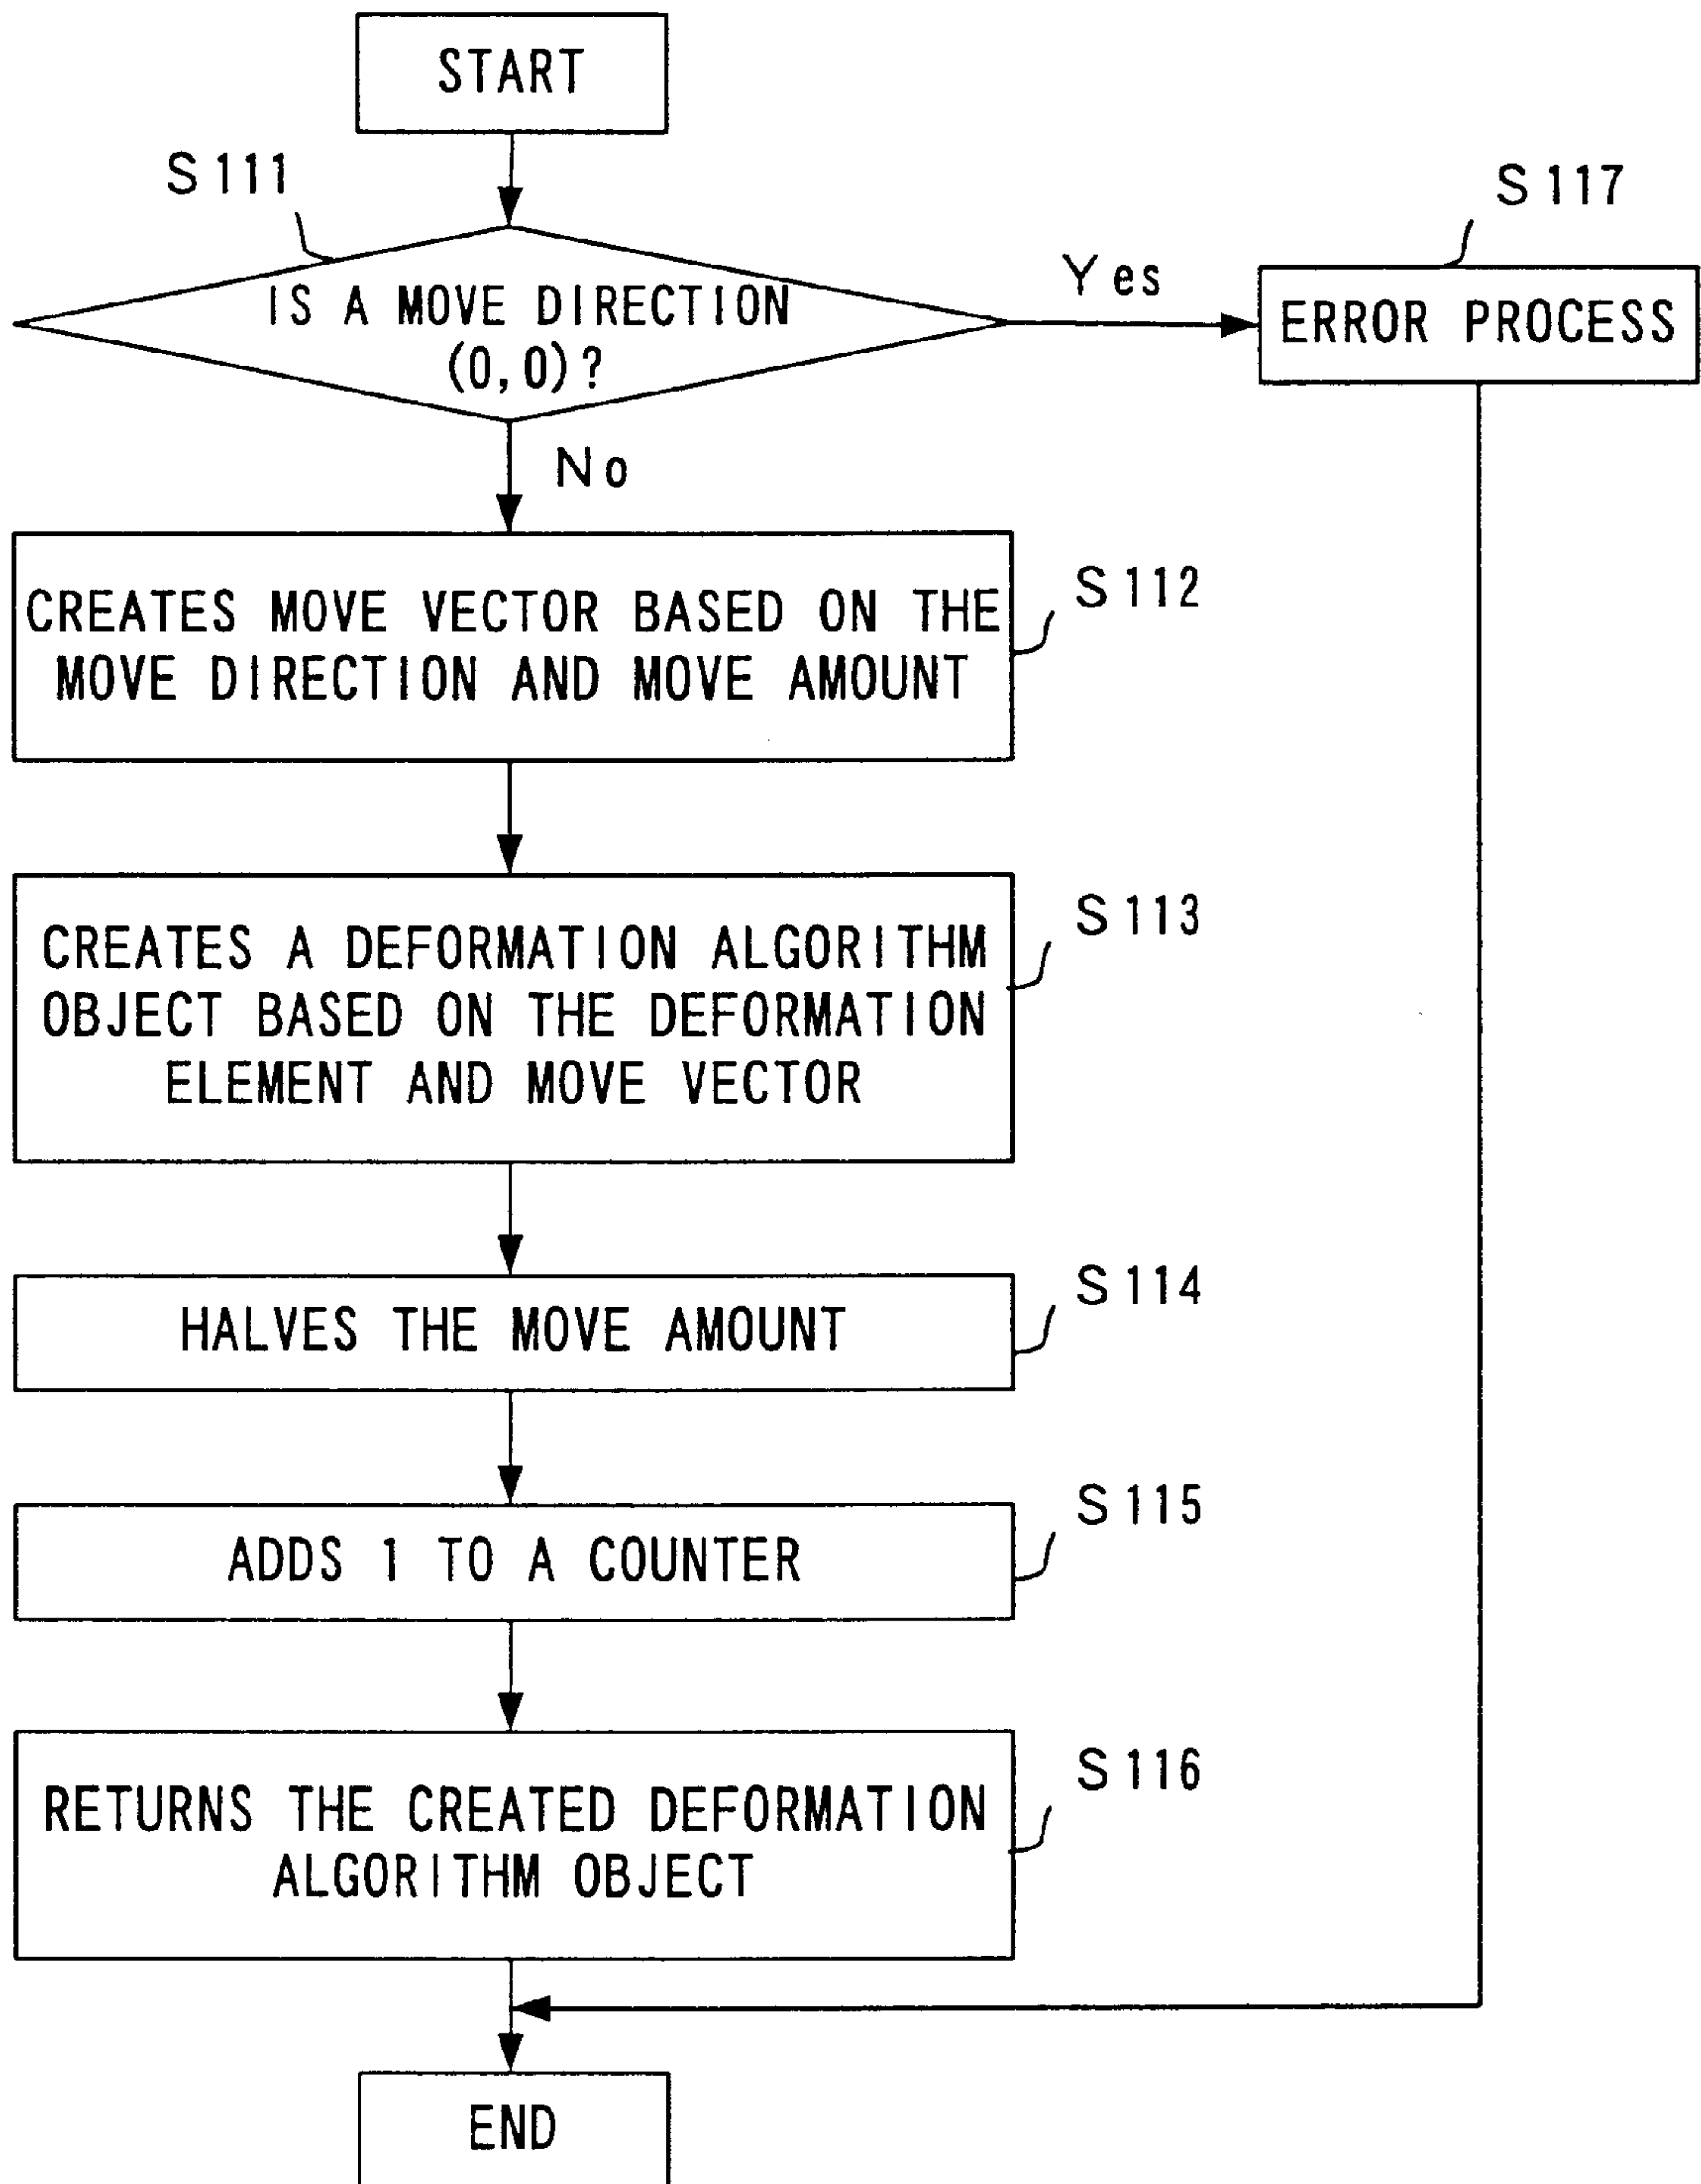 START
S111
IS A MOVE DIRECTION
(0,0)?
Yes
S117
ERROR PROCESS
No
CREATES MOVE VECTOR BASED ON THE
MOVE DIRECTION AND MOVE AMOUNT
S112
CREATES A DEFORMATION ALGORITHM
OBJECT BASED ON THE DEFORMATION
ELEMENT AND MOVE VECTOR
S113
HALVES THE MOVE AMOUNT
S114
ADDS 1 TO A COUNTER
S115
RETURNS THE CREATED DEFORMATION
ALGORITHM OBJECT
S116
END